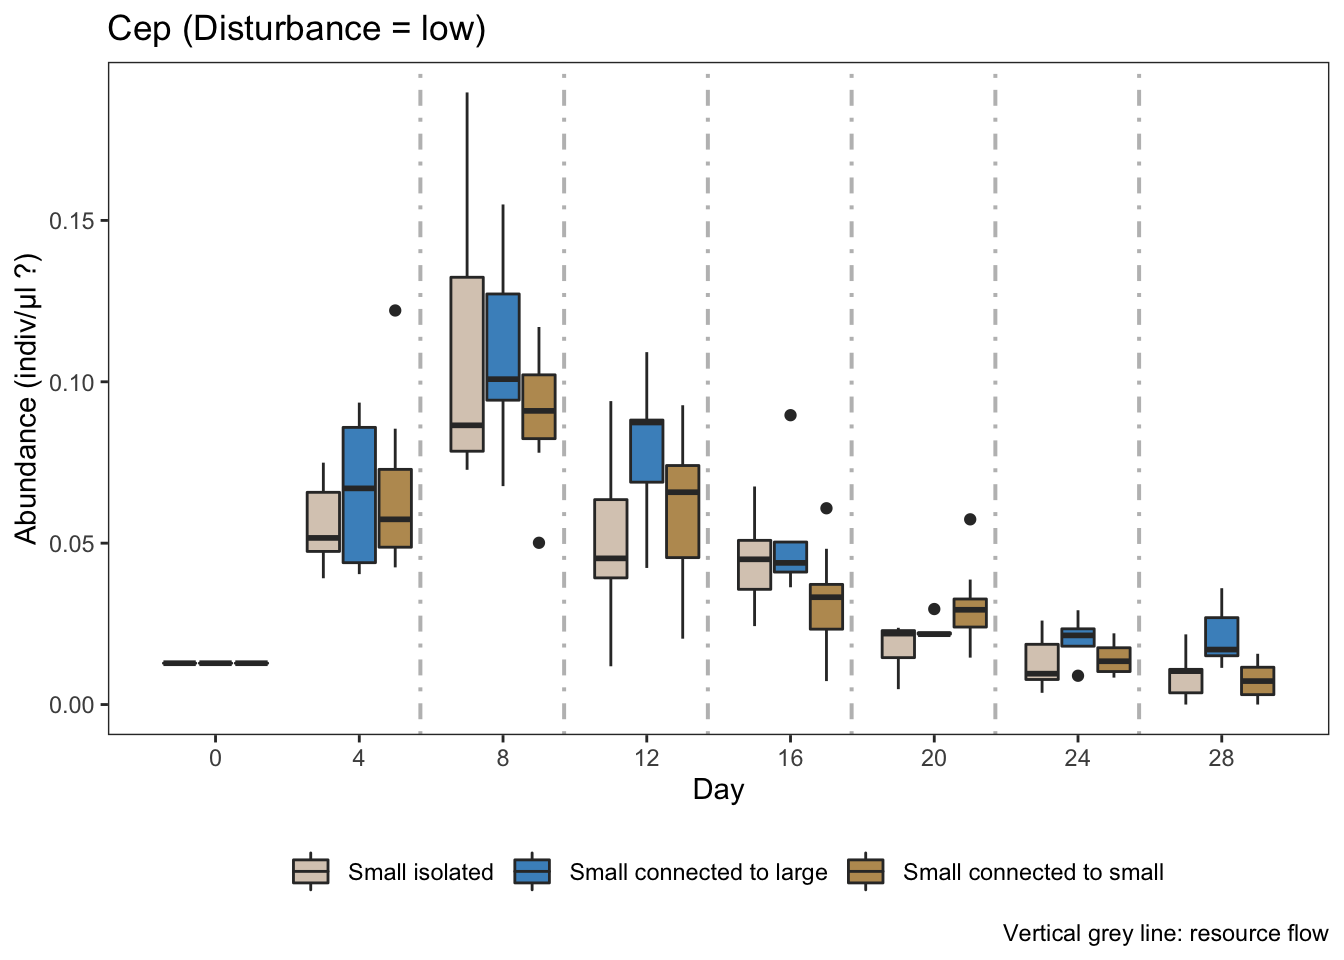 Cep (Disturbance = low)
Abundance (indiv/µl ?)
0.15
0.10
0.05
0.00
0 4 8 12 16 20 24 28
Day
Small isolated Small connected to large Small connected to small
Vertical grey line: resource flow